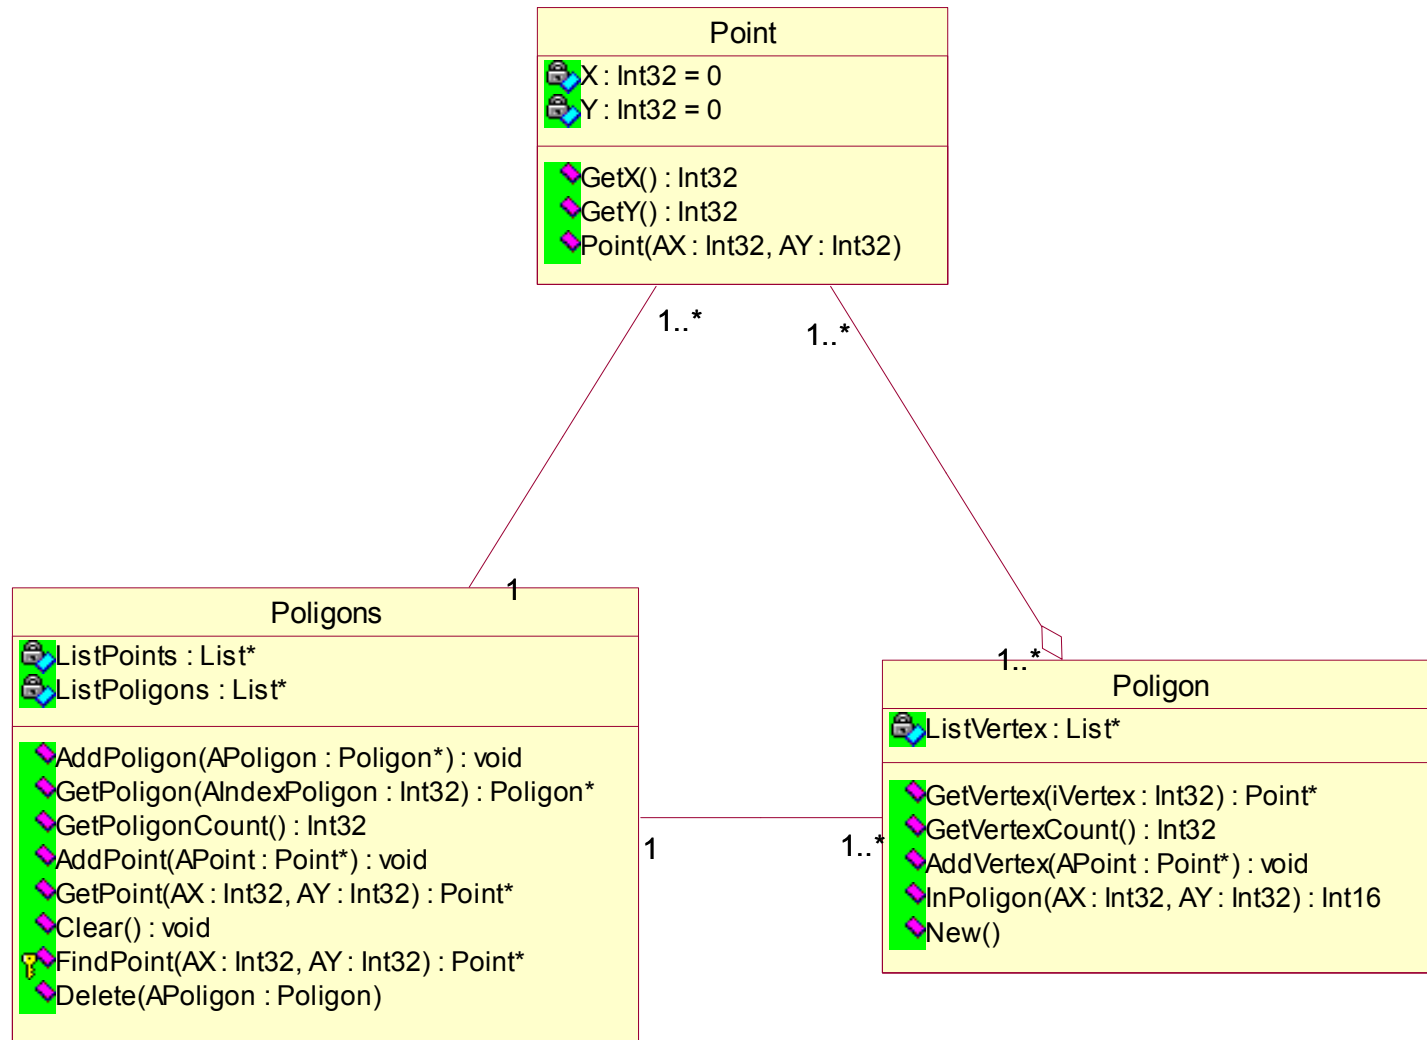 Point
X : Int32 = 0
Y : Int32 = 0
GetX() : Int32
GetY() : Int32
Point(AX : Int32, AY : Int32)
1..*
1..*
1
1..*
Poligons
ListPoints : List*
ListPoligons : List*
AddPoligon(APoligon : Poligon*) : void
GetPoligon(AIndexPoligon : Int32) : Poligon*
GetPoligonCount() : Int32
AddPoint(APoint : Point*) : void
GetPoint(AX : Int32, AY : Int32) : Point*
Clear() : void
FindPoint(AX : Int32, AY : Int32) : Point*
Delete(APoligon : Poligon)
1
1..*
Poligon
ListVertex : List*
GetVertex(iVertex : Int32) : Point*
GetVertexCount() : Int32
AddVertex(APoint : Point*) : void
InPoligon(AX : Int32, AY : Int32) : Int16
New()